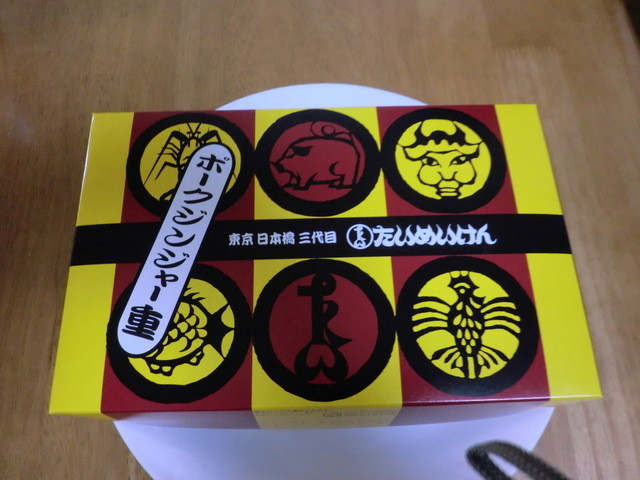 ポークジンジャー重
東京 日本橋 三代目 たいめいけん